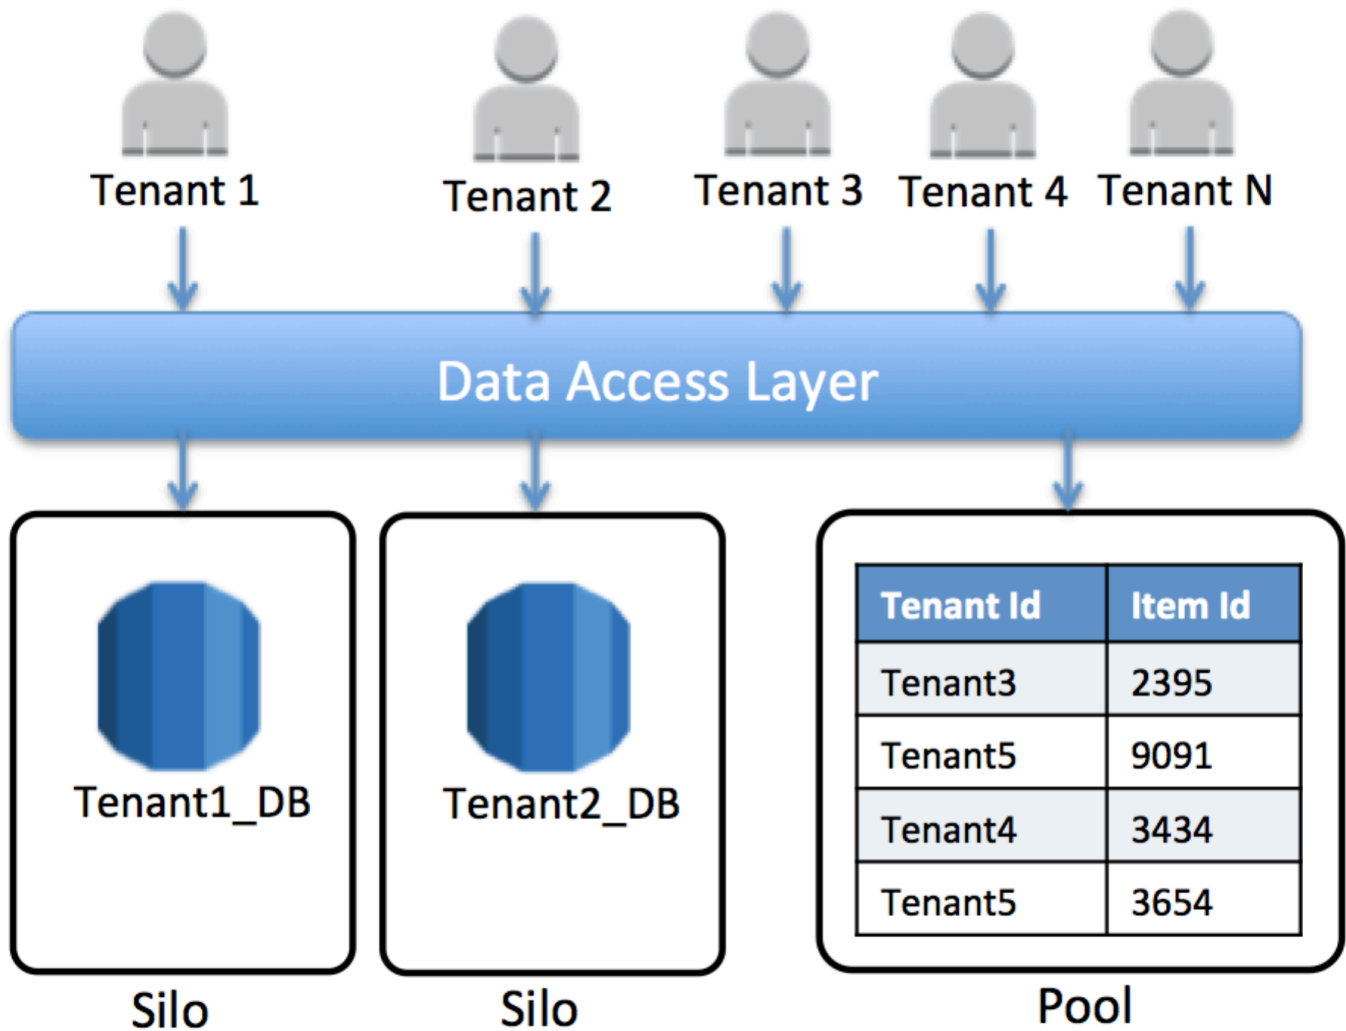 Tenant 1
Tenant 2
Tenant 3
Tenant 4
Tenant N
Data Access Layer
Tenant1_DB
Silo
Tenant2_DB
Silo
Tenant Id Item Id
Tenant3 2395
Tenant5 9091
Tenant4 3434
Tenant5 3654
Pool